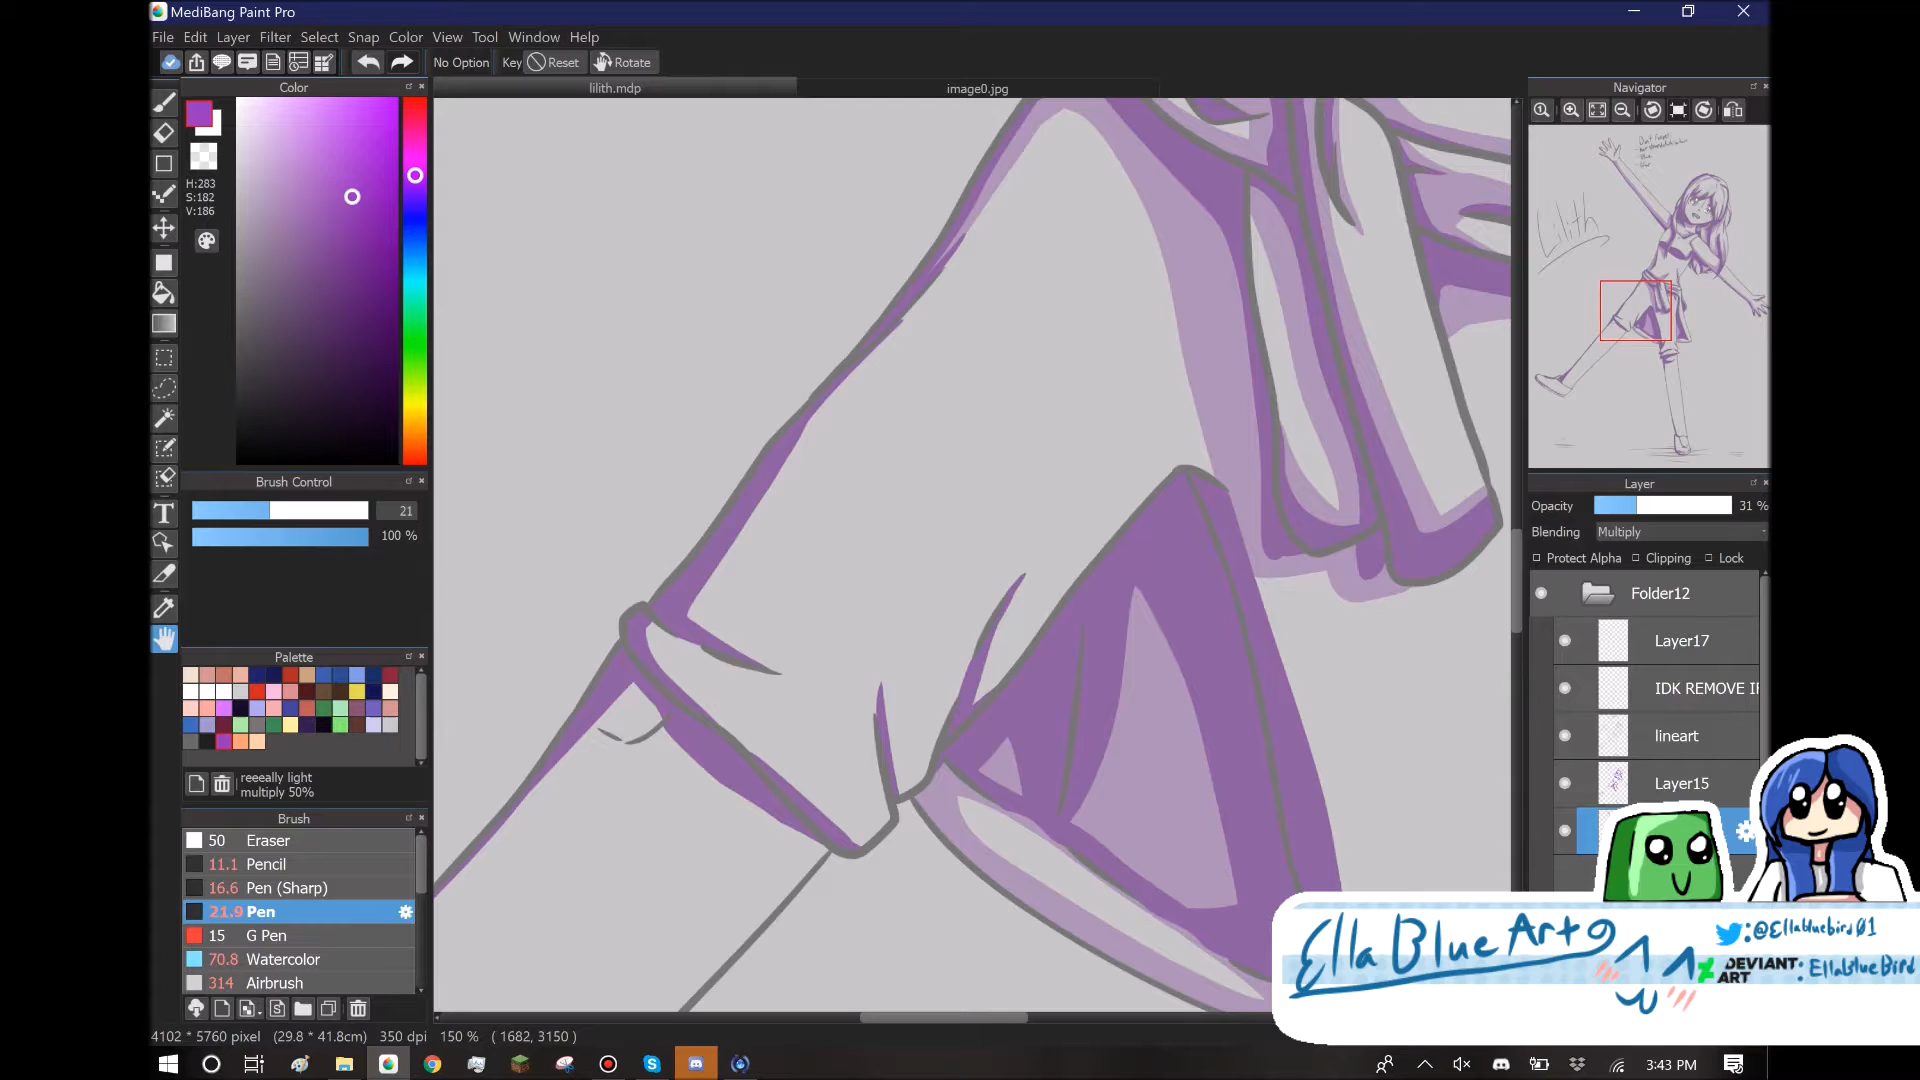 MediBang Paint Pro
File Edit Layer Filter Select Snap Color View Tool Window Help
No Option Key Reset Rotate
Color
lilith.mdp
image0.jpg
Navigator
H:283
S:182
V:186
Lilith
Brush Control
21
100 %
Layer
Opacity 31 %
Blending Multiply
Protect Alpha Clipping Lock
Folder12
Layer17
IDK REMOVE IF
lineart
Layer15
Palette
reeeally light
multiply 50%
Brush
50 Eraser
11.1 Pencil
16.6 Pen (Sharp)
21.9 Pen
15 G Pen
70.8 Watercolor
314 Airbrush
Ella Blue Art
:@Ellabluebird01
DEVIANT ART : EllaBlueBird
4102 * 5760 pixel (29.8 * 41.8cm) 350 dpi 150 % ( 1682, 3150 )
3:43 PM